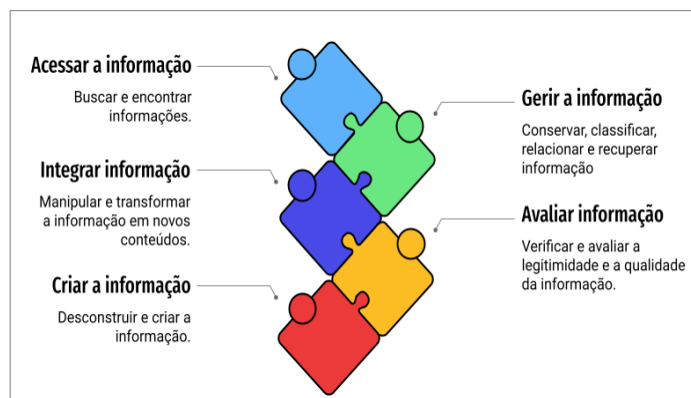 Acessar a informação
Buscar e encontrar
informações.
Gerir a informação
Conservar, classificar,
relacionar e recuperar
informação
Integrar informação
Manipular e transformar
a informação em novos
conteúdos.
Avaliar informação
Verificar e avaliar a
legitimidade e a qualidade
da informação.
Criar a informação
Desconstruir e criar a
informação.